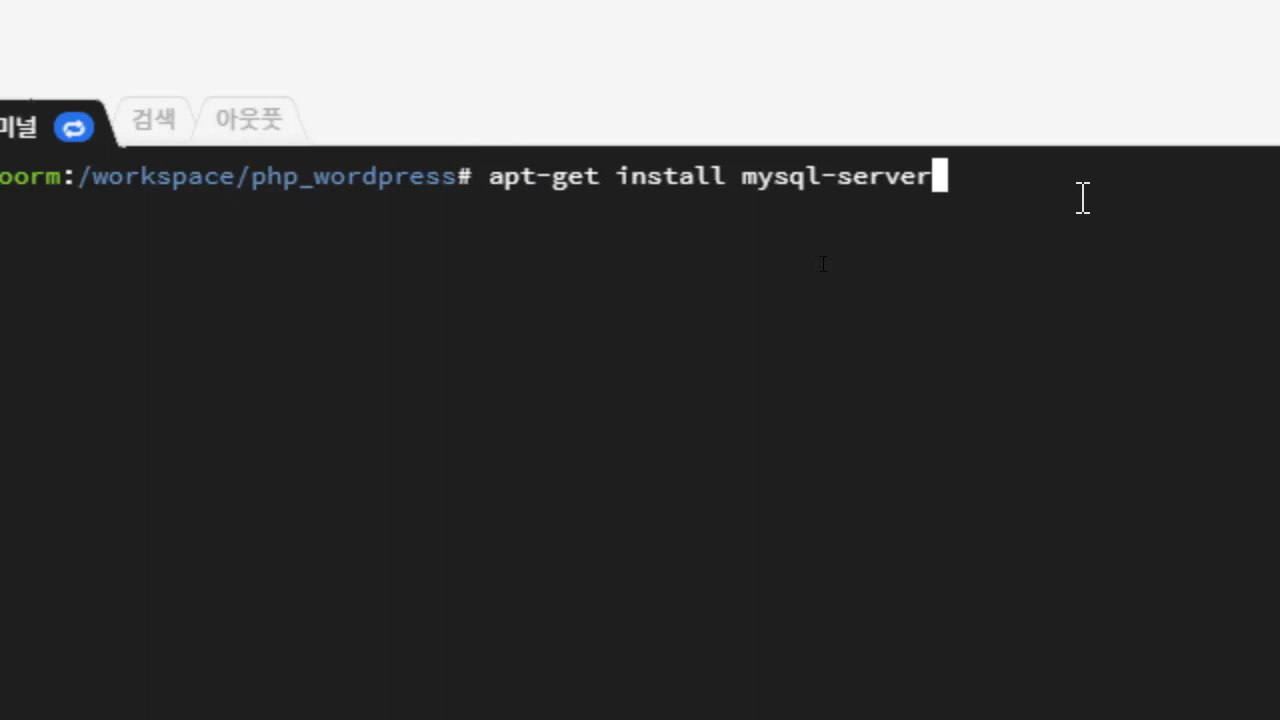 미널 검색 아웃풋
oorm:/workspace/php_wordpress# apt-get install mysql-server